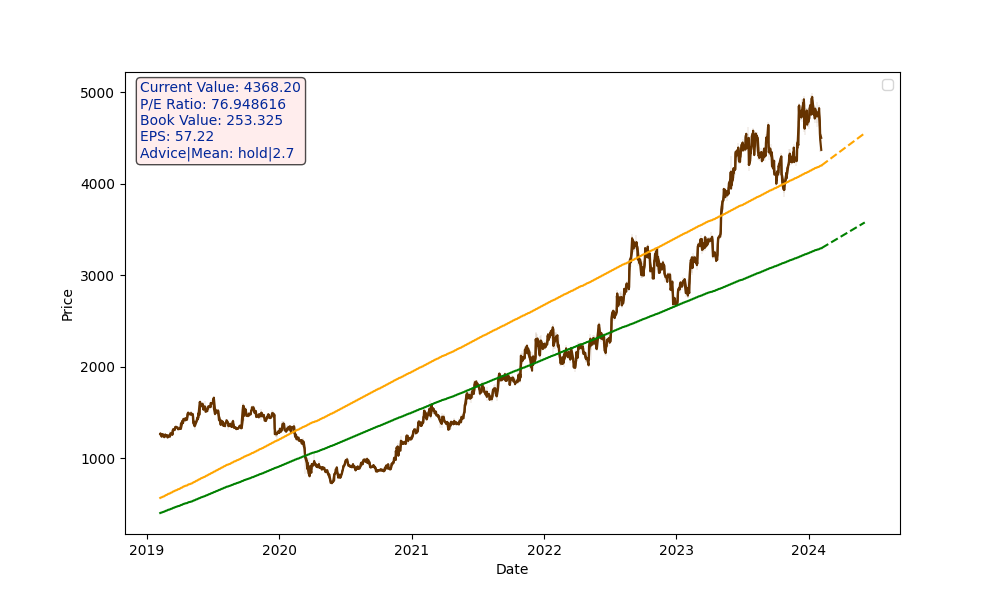 Current Value: 4368.20
P/E Ratio: 76.948616
Book Value: 253.325
EPS: 57.22
Advice|Mean: hold|2.7
5000
4000
3000
2000
1000
Price
2019 2020 2021 2022 2023 2024
Date